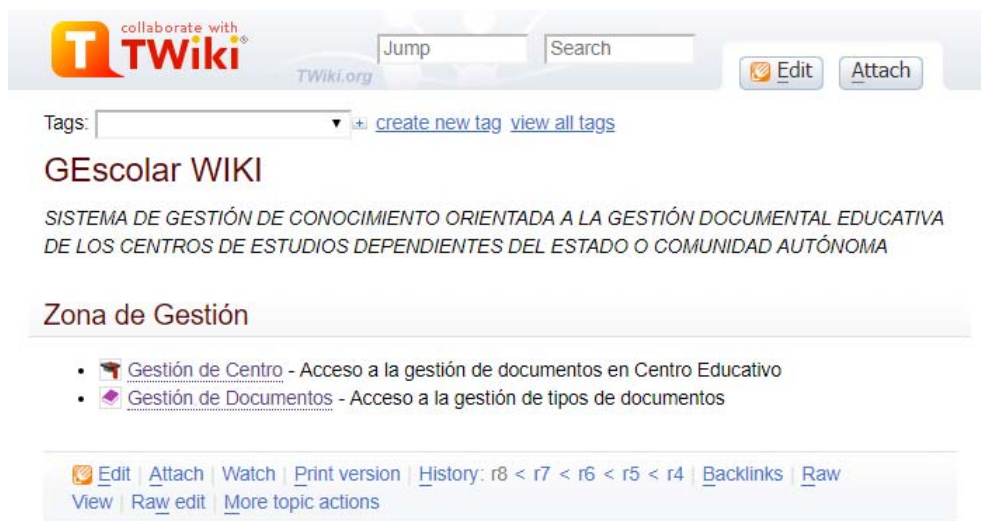 collaborate with
TWiki®
TWiki.org
Jump
Search
Edit
Attach
Tags:
create new tag view all tags
GEscolar WIKI
SISTEMA DE GESTIÓN DE CONOCIMIENTO ORIENTADA A LA GESTIÓN DOCUMENTAL EDUCATIVA
DE LOS CENTROS DE ESTUDIOS DEPENDIENTES DEL ESTADO O COMUNIDAD AUTÓNOMA
Zona de Gestión
• Gestión de Centro - Acceso a la gestión de documentos en Centro Educativo
• Gestión de Documentos - Acceso a la gestión de tipos de documentos
Edit | Attach | Watch | Print version | History: r8 < r7 < r6 < r5 < r4 | Backlinks | Raw
View | Raw edit | More topic actions